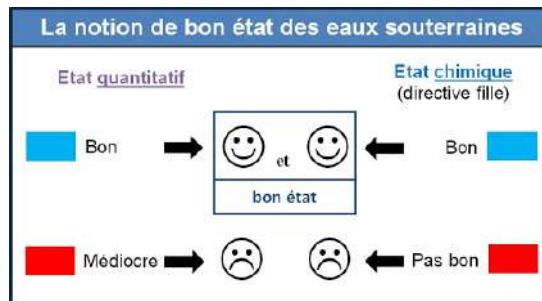 La notion de bon état des eaux souterraines
Etat quantitatif
Etat chimique
(directive fille)
Bon
et
Bon
bon état
Médiocre
Pas bon